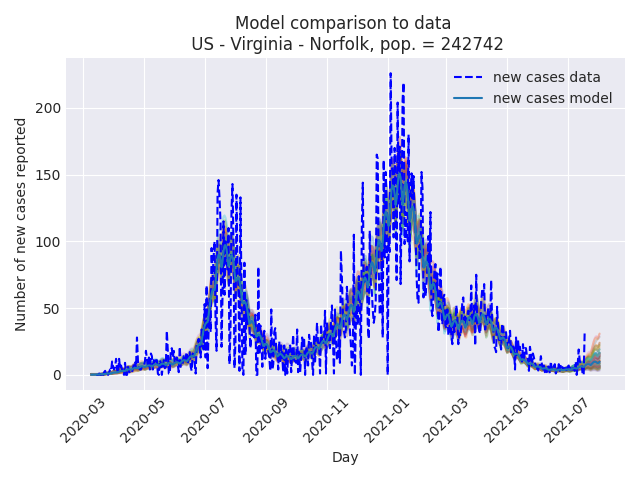 Model comparison to data
US - Virginia - Norfolk, pop. = 242742
new cases data
new cases model
Number of new cases reported
200
150
100
50
0
2020-03
2020-05
2020-07
2020-09
2020-11
2021-01
2021-03
2021-05
2021-07
Day